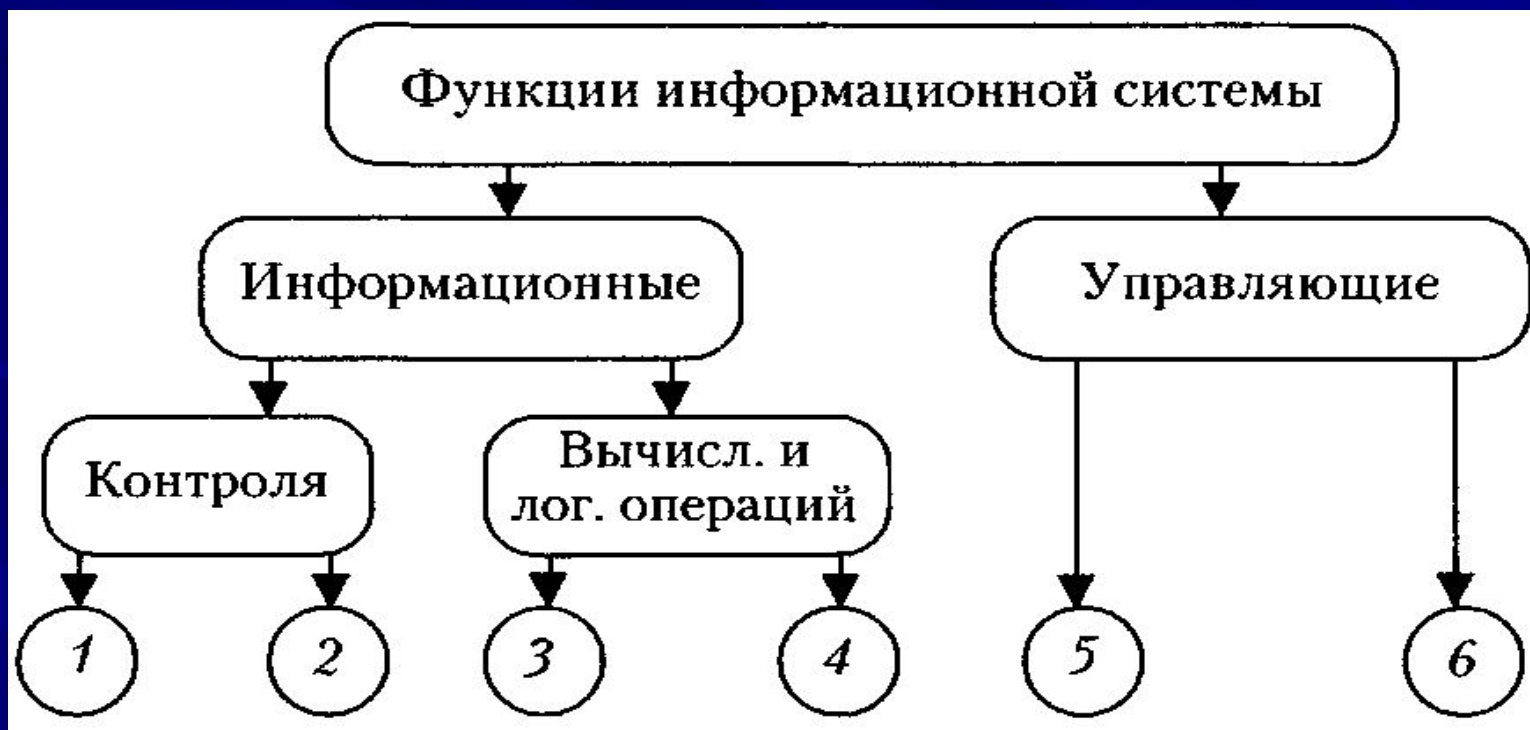 Функции информационной системы
Информационные
Управляющие
Контроля
Вычисл. и
лог. операций
1
2
3
4
5
6